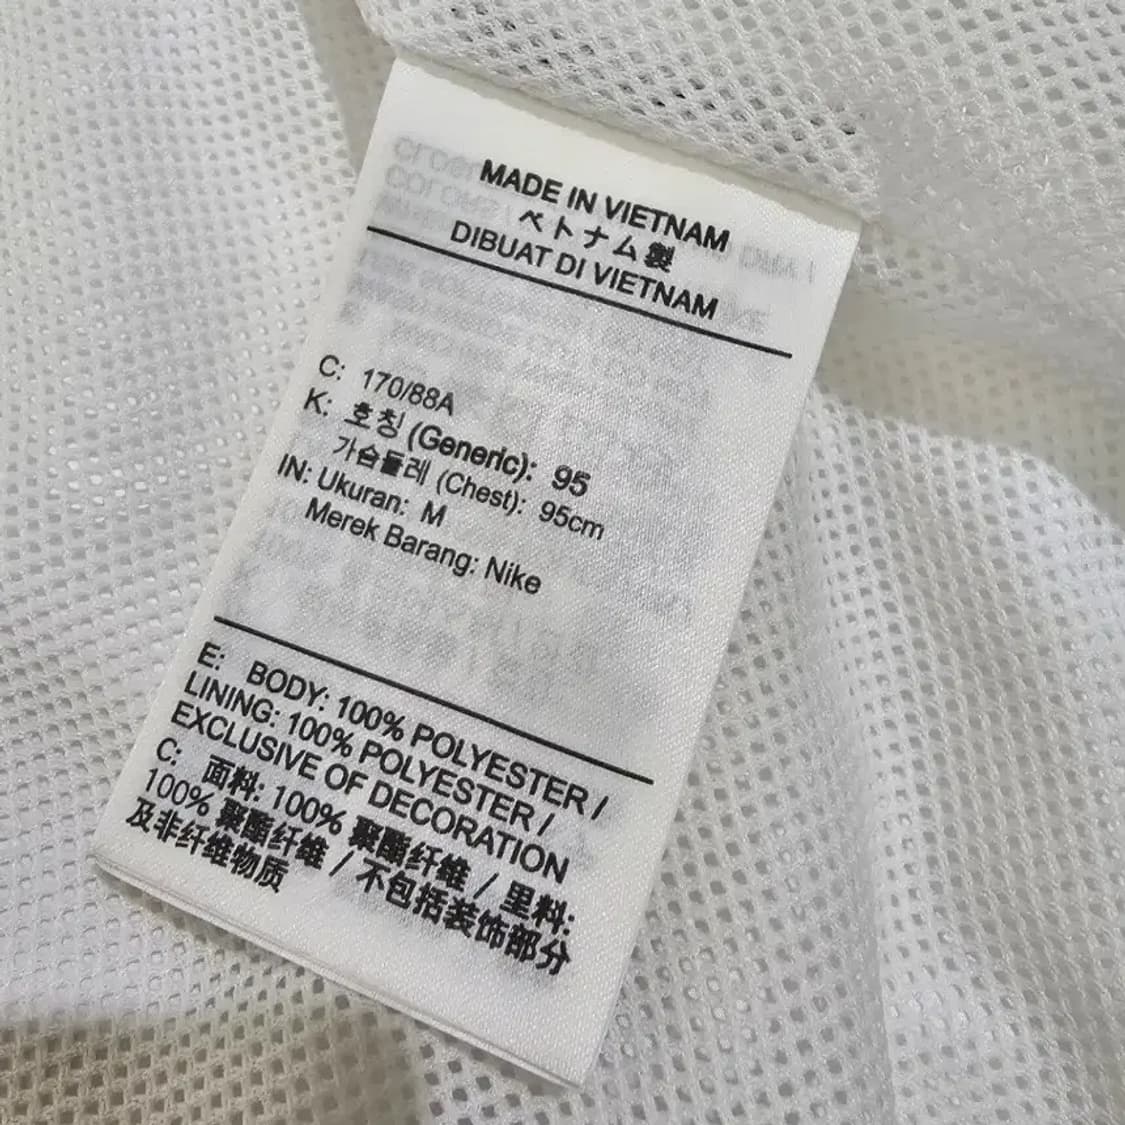 MADE IN VIETNAM
ベトナム製
DIBUAT DI VIETNAM
C: 170/88A
K: 호칭 (Generic): 95
가슴둘레 (Chest): 95cm
IN: Ukuran: M
Merek Barang: Nike
E: BODY: 100% POLYESTER /
LINING: 100% POLYESTER /
EXCLUSIVE OF DECORATION
C: 面料: 100% 聚酯纤维 / 里料:
100% 聚酯纤维 / 不包括装饰部分
及非纤维物质